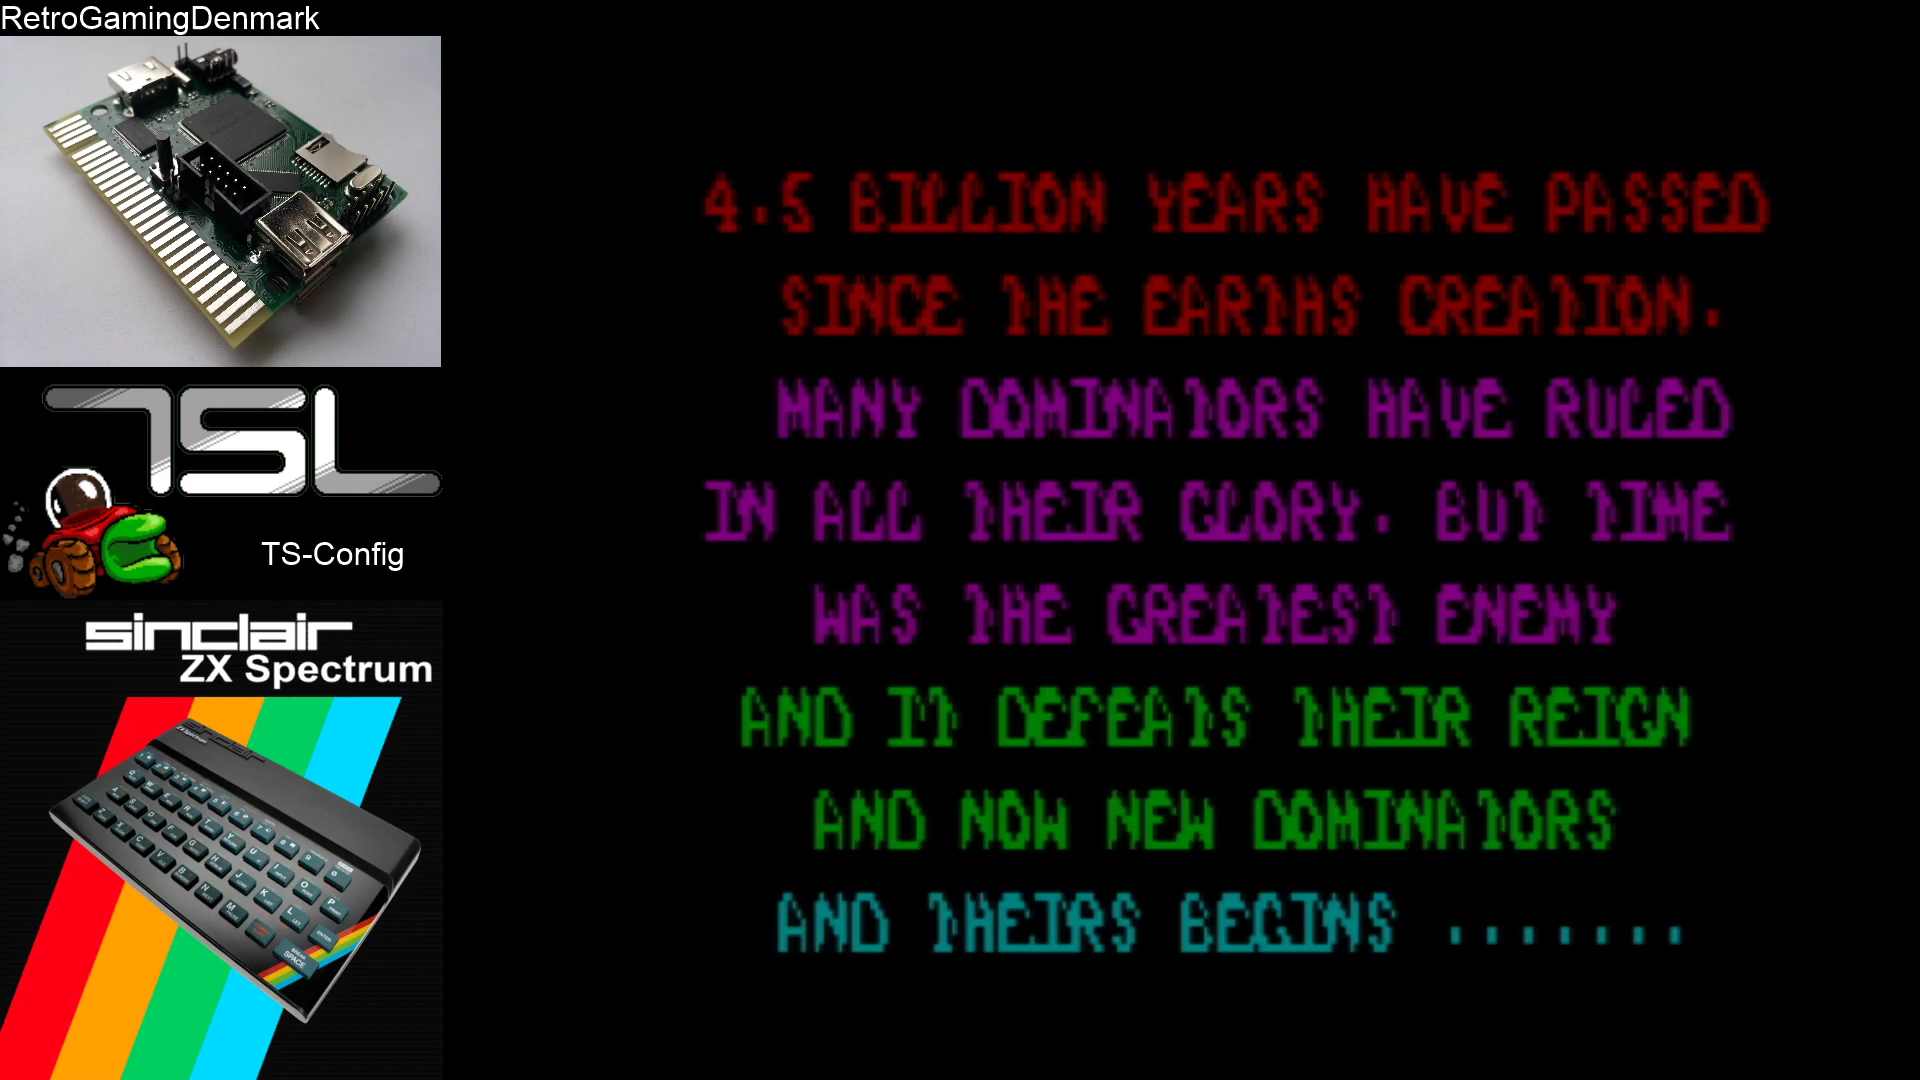 RetroGamingDenmark
TSL
TS-Config
sinclair
ZX Spectrum
4.5 BILLION YEARS HAVE PASSED
SINCE THE EARTHS CREATION.
MANY DOMINATORS HAVE RULED
IN ALL THEIR GLORY. BUT TIME
WAS THE GREATEST ENEMY
AND IT DEFEATS THEIR REIGN
AND NOW NEW DOMINATORS
AND THEIRS BEGINS .......